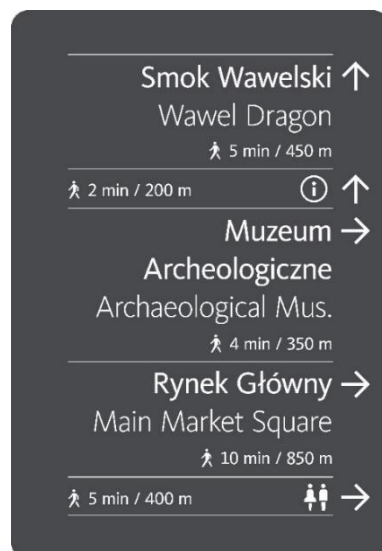 Smok Wawelski ↑
Wawel Dragon
5 min / 450 m
2 min / 200 m i ↑
Muzeum →
Archeologiczne
Archaeological Mus.
4 min / 350 m
Rynek Główny →
Main Market Square
10 min / 850 m
5 min / 400 m →